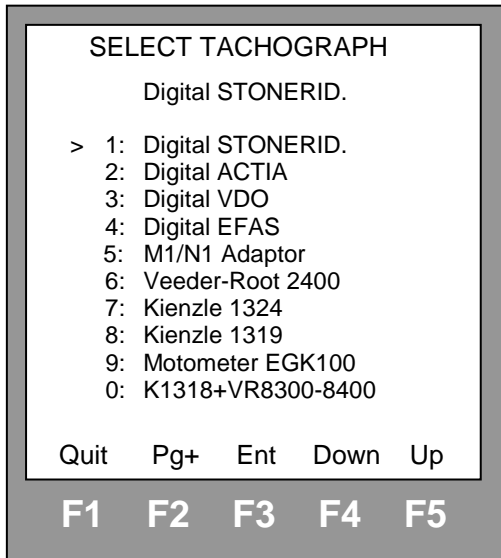 SELECT TACHOGRAPH
Digital STONERID.
> 1: Digital STONERID.
2: Digital ACTIA
3: Digital VDO
4: Digital EFAS
5: M1/N1 Adaptor
6: Veeder-Root 2400
7: Kienzle 1324
8: Kienzle 1319
9: Motometer EGK100
0: K1318+VR8300-8400
Quit Pg+ Ent Down Up
F1 F2 F3 F4 F5